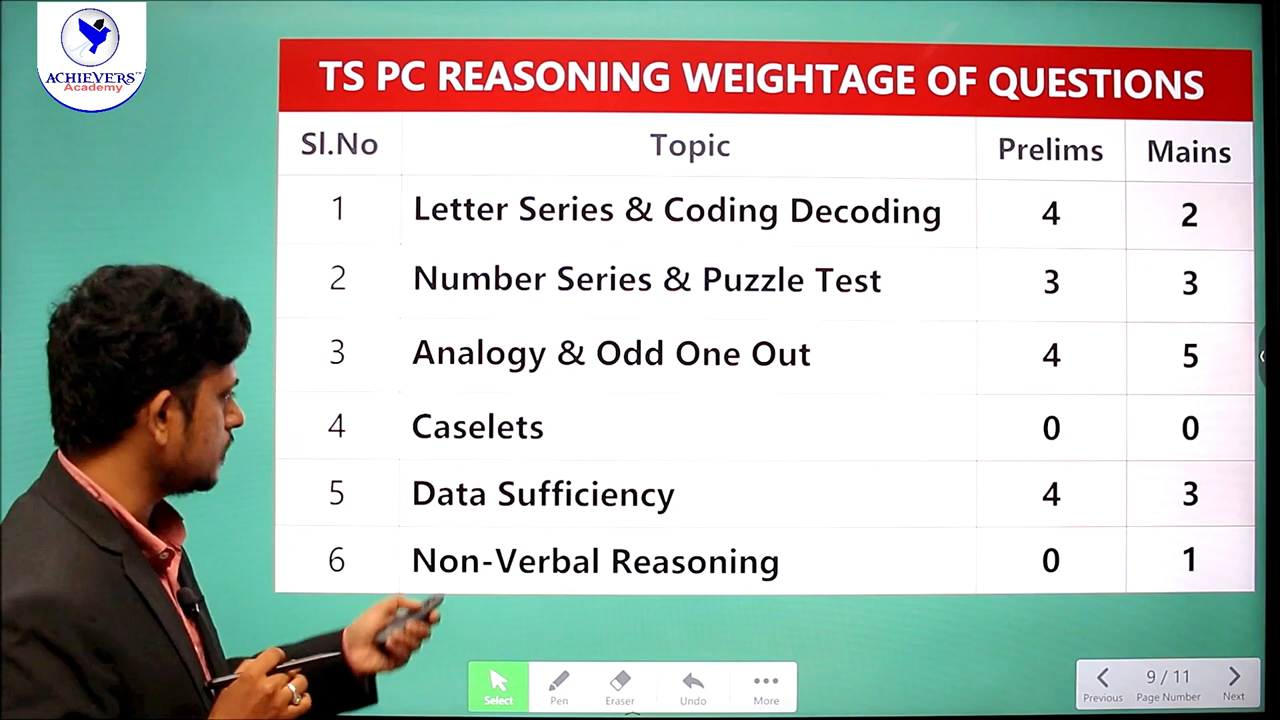 ACHIEVERS™
Academy
TS PC REASONING WEIGHTAGE OF QUESTIONS
Sl.No Topic Prelims Mains
1 Letter Series & Coding Decoding 4 2
2 Number Series & Puzzle Test 3 3
3 Analogy & Odd One Out 4 5
4 Caselets 0 0
5 Data Sufficiency 4 3
6 Non-Verbal Reasoning 0 1
Select Pen Eraser Undo More
Previous 9 / 11 Page Number Next